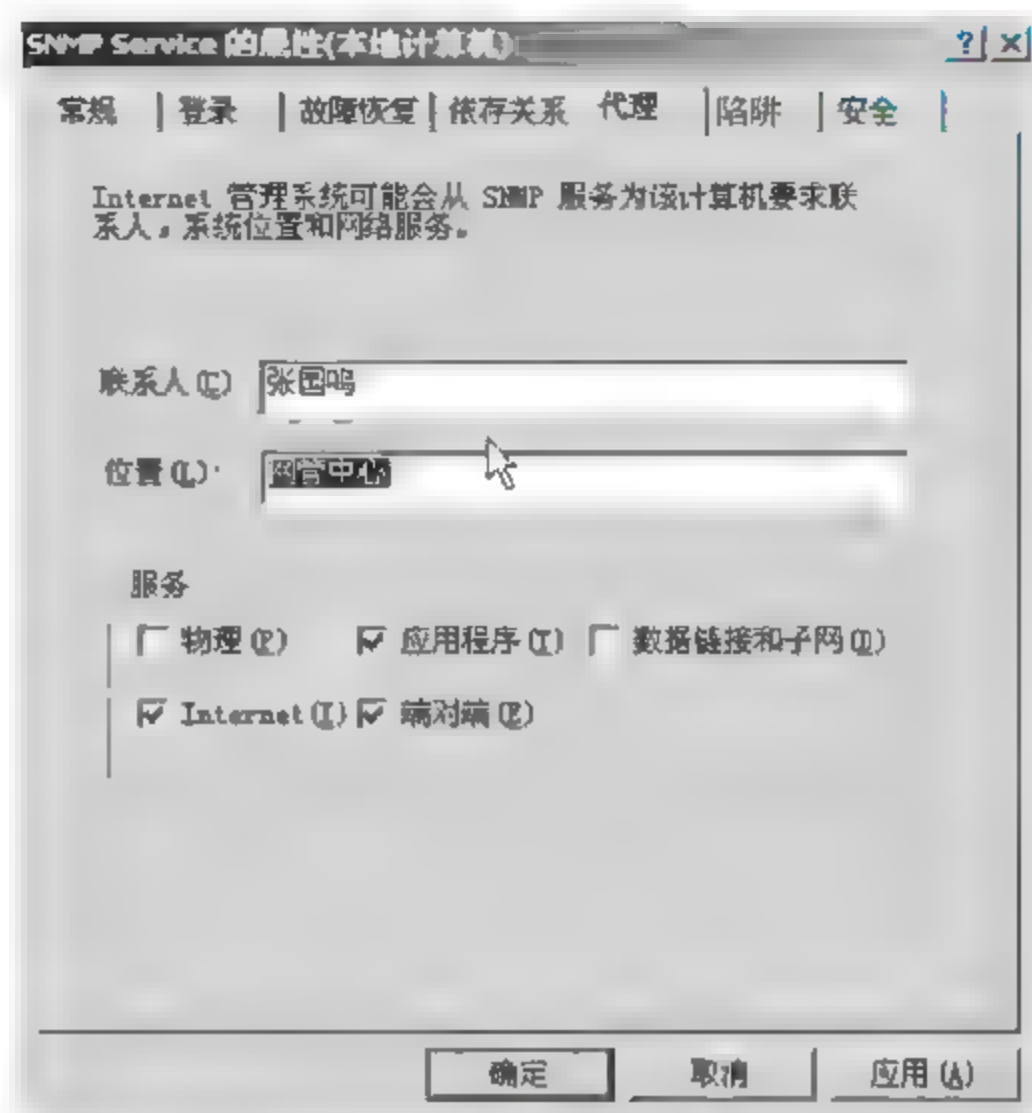 SNMP Service 的属性(本地计算机)
常规 登录 故障恢复 依存关系 代理 陷阱 安全
Internet 管理系统可能会从 SNMP 服务为该计算机要求联
系人，系统位置和网络服务。
联系人(C) 张国鸣
位置(L): 网管中心
服务
物理(P) 应用程序(T) 数据链接和子网(D)
Internet(I) 端对端(E)
确定 取消 应用(A)